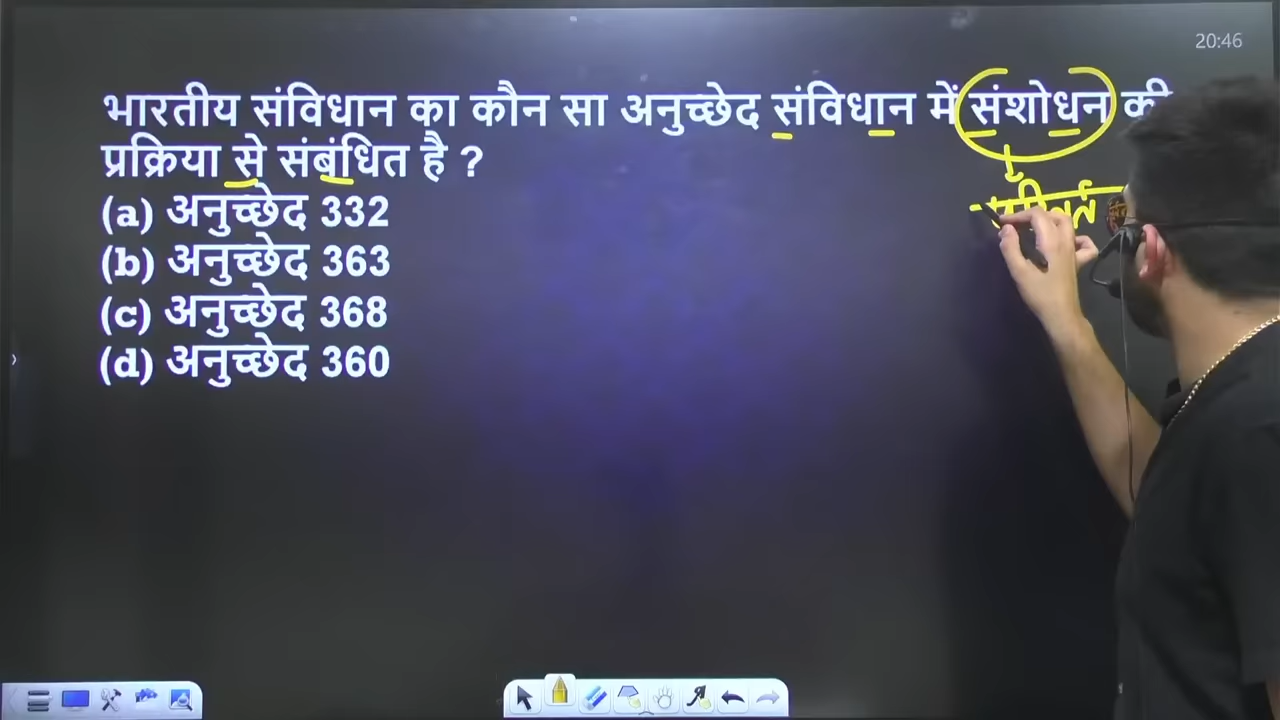 20:46
भारतीय संविधान का कौन सा अनुच्छेद संविधान में संशोधन की
प्रक्रिया से संबंधित है ?
(a) अनुच्छेद 332
(b) अनुच्छेद 363
(c) अनुच्छेद 368
(d) अनुच्छेद 360